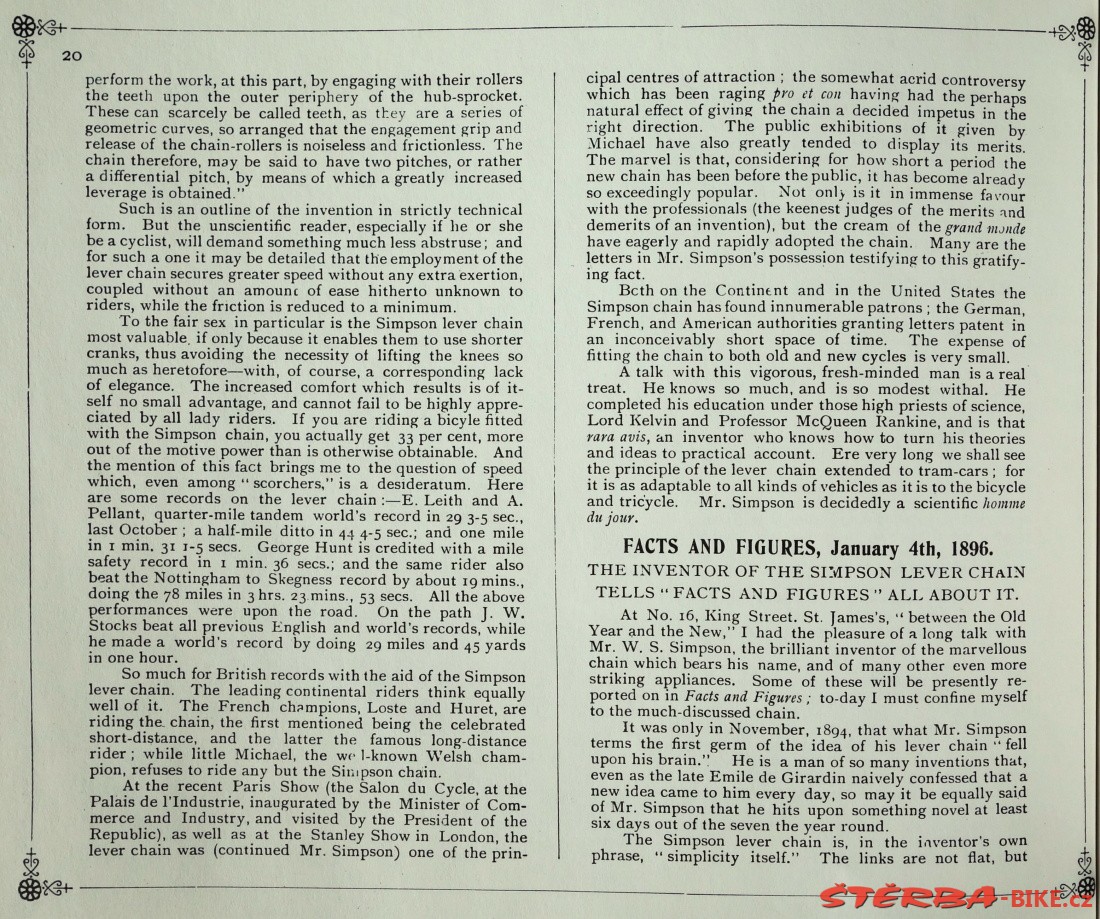 20
perform the work, at this part, by engaging with their rollers
the teeth upon the outer periphery of the hub-sprocket.
These can scarcely be called teeth, as they are a series of
geometric curves, so arranged that the engagement grip and
release of the chain-rollers is noiseless and frictionless. The
chain therefore, may be said to have two pitches, or rather
a differential pitch, by means of which a greatly increased
leverage is obtained."
Such is an outline of the invention in strictly technical
form. But the unscientific reader, especially if he or she
be a cyclist, will demand something much less abstruse; and
for such a one it may be detailed that the employment of the
lever chain secures greater speed without any extra exertion,
coupled without an amount of ease hitherto unknown to
riders, while the friction is reduced to a minimum.
To the fair sex in particular is the Simpson lever chain
most valuable, if only because it enables them to use shorter
cranks, thus avoiding the necessity of lifting the knees so
much as heretofore—with, of course, a corresponding lack
of elegance. The increased comfort which results is of it-
self no small advantage, and cannot fail to be highly appre-
ciated by all lady riders. If you are riding a bicyle fitted
with the Simpson chain, you actually get 33 per cent, more
out of the motive power than is otherwise obtainable. And
the mention of this fact brings me to the question of speed
which, even among "scorchers," is a desideratum. Here
are some records on the lever chain:—E. Leith and A.
Pellant, quarter-mile tandem world's record in 29 3-5 sec.,
last October; a half-mile ditto in 44 4-5 sec.; and one mile
in 1 min. 31 1-5 secs. George Hunt is credited with a mile
safety record in 1 min. 36 secs.; and the same rider also
beat the Nottingham to Skegness record by about 19 mins.,
doing the 78 miles in 3 hrs. 23 mins., 53 secs. All the above
performances were upon the road. On the path J. W.
Stocks beat all previous English and world's records, while
he made a world's record by doing 29 miles and 45 yards
in one hour.
So much for British records with the aid of the Simpson
lever chain. The leading continental riders think equally
well of it. The French champions, Loste and Huret, are
riding the chain, the first mentioned being the celebrated
short-distance, and the latter the famous long-distance
rider; while little Michael, the well-known Welsh cham-
pion, refuses to ride any but the Simpson chain.
At the recent Paris Show (the Salon du Cycle, at the
Palais de l'Industrie, inaugurated by the Minister of Com-
merce and Industry, and visited by the President of the
Republic), as well as at the Stanley Show in London, the
lever chain was (continued Mr. Simpson) one of the prin-
cipal centres of attraction; the somewhat acrid controversy
which has been raging pro et con having had the perhaps
natural effect of giving the chain a decided impetus in the
right direction. The public exhibitions of it given by
Michael have also greatly tended to display its merits.
The marvel is that, considering for how short a period the
new chain has been before the public, it has become already
so exceedingly popular. Not only is it in immense favour
with the professionals (the keenest judges of the merits and
demerits of an invention), but the cream of the grand monde
have eagerly and rapidly adopted the chain. Many are the
letters in Mr. Simpson's possession testifying to this gratify-
ing fact.
Both on the Continent and in the United States the
Simpson chain has found innumerable patrons; the German,
French, and American authorities granting letters patent in
an inconceivably short space of time. The expense of
fitting the chain to both old and new cycles is very small.
A talk with this vigorous, fresh-minded man is a real
treat. He knows so much, and is so modest withal. He
completed his education under those high priests of science,
Lord Kelvin and Professor McQueen Rankine, and is that
rara avis, an inventor who knows how to turn his theories
and ideas to practical account. Ere very long we shall see
the principle of the lever chain extended to tram-cars; for
it is as adaptable to all kinds of vehicles as it is to the bicycle
and tricycle. Mr. Simpson is decidedly a scientific homme
du jour.
FACTS AND FIGURES, January 4th, 1896.
THE INVENTOR OF THE SIMPSON LEVER CHAIN
TELLS "FACTS AND FIGURES" ALL ABOUT IT.
At No. 16, King Street. St. James's, "between the Old
Year and the New," I had the pleasure of a long talk with
Mr. W. S. Simpson, the brilliant inventor of the marvellous
chain which bears his name, and of many other even more
striking appliances. Some of these will be presently re-
ported on in Facts and Figures; to-day I must confine myself
to the much-discussed chain.
It was only in November, 1894, that what Mr. Simpson
terms the first germ of the idea of his lever chain "fell
upon his brain." He is a man of so many inventions that,
even as the late Emile de Girardin naively confessed that a
new idea came to him every day, so may it be equally said
of Mr. Simpson that he hits upon something novel at least
six days out of the seven the year round.
The Simpson lever chain is, in the inventor's own
phrase, "simplicity itself." The links are not flat, but
ŠTĚRBA-BIKE.cz